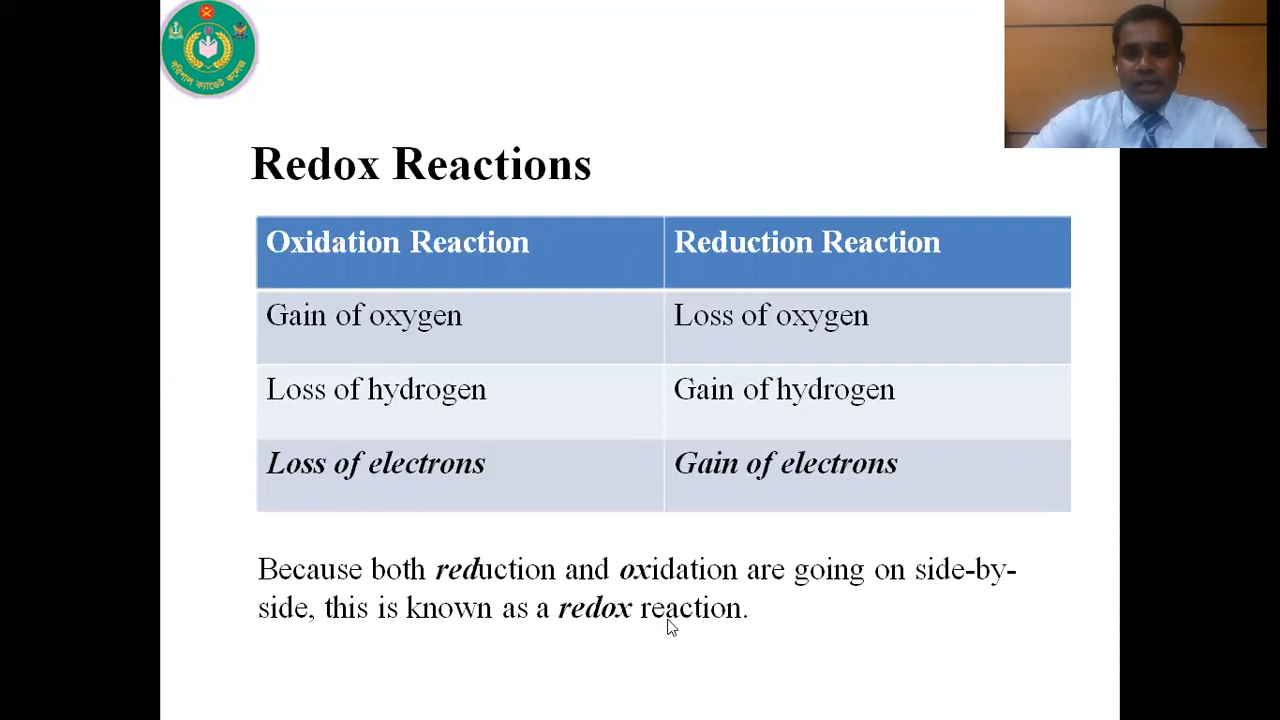 বরিশাল ক্যাডেট কলেজ
Redox Reactions
Oxidation Reaction
Reduction Reaction
Gain of oxygen
Loss of oxygen
Loss of hydrogen
Gain of hydrogen
Loss of electrons
Gain of electrons
Because both reduction and oxidation are going on side-by-
side, this is known as a redox reaction.